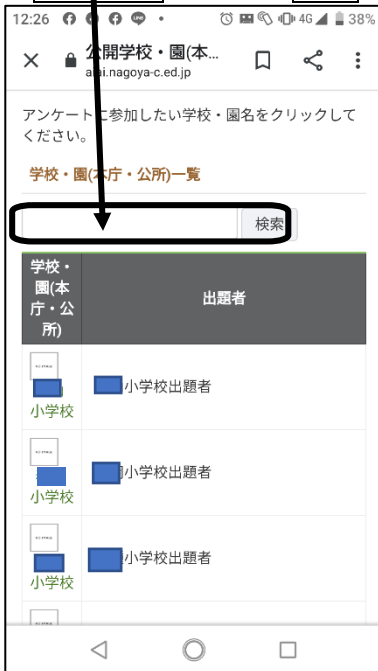 12:26
4G
38%
公開学校・園(本...
arai.nagoya-c.ed.jp
アンケートに参加したい学校・園名をクリックして
ください。
学校・園(本庁・公所)一覧
検索
学校・
園(本
庁・公
所)
出題者
小学校
小学校出題者
小学校
小学校出題者
小学校
小学校出題者